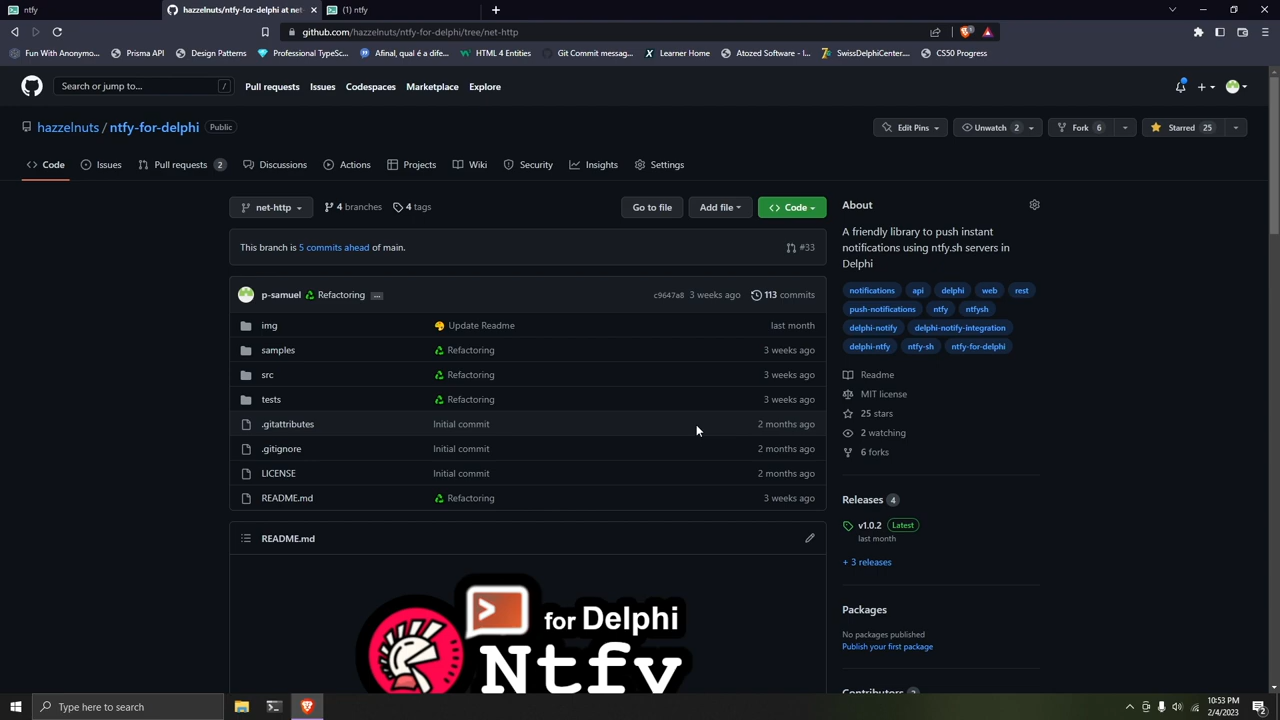 ntfy
hazzelnuts/ntfy-for-delphi at net
(1) ntfy
github.com/hazzelnuts/ntfy-for-delphi/tree/net-http
Fun With Anonym...
Prisma API
Design Patterns
Professional TypeSc...
Afinal, qual é a dife...
HTML 4 Entities
Git Commit messag...
Learner Home
Atozed Software - I...
SwissDelphiCenter....
CS50 Progress
Search or jump to...
/
Pull requests
Issues
Codespaces
Marketplace
Explore
hazzelnuts / ntfy-for-delphi
Public
Edit Pins
Unwatch 2
Fork 6
Starred 25
Code
Issues
Pull requests 2
Discussions
Actions
Projects
Wiki
Security
Insights
Settings
net-http
4 branches
4 tags
Go to file
Add file
Code
This branch is 5 commits ahead of main.
#33
p-samuel Refactoring ...
c9647a8 3 weeks ago
113 commits
img Update Readme last month
samples Refactoring 3 weeks ago
src Refactoring 3 weeks ago
tests Refactoring 3 weeks ago
.gitattributes Initial commit 2 months ago
.gitignore Initial commit 2 months ago
LICENSE Initial commit 2 months ago
README.md Refactoring 3 weeks ago
README.md
for Delphi
Ntfy
About
A friendly library to push instant
notifications using ntfy.sh servers in
Delphi
notifications api delphi web rest
push-notifications ntfy ntfysh
delphi-notify delphi-notify-integration
delphi-ntfy ntfy-sh ntfy-for-delphi
Readme
MIT license
25 stars
2 watching
6 forks
Releases 4
v1.0.2 Latest
last month
+ 3 releases
Packages
No packages published
Publish your first package
Contributors
Type here to search
10:53 PM
2/4/2023
2